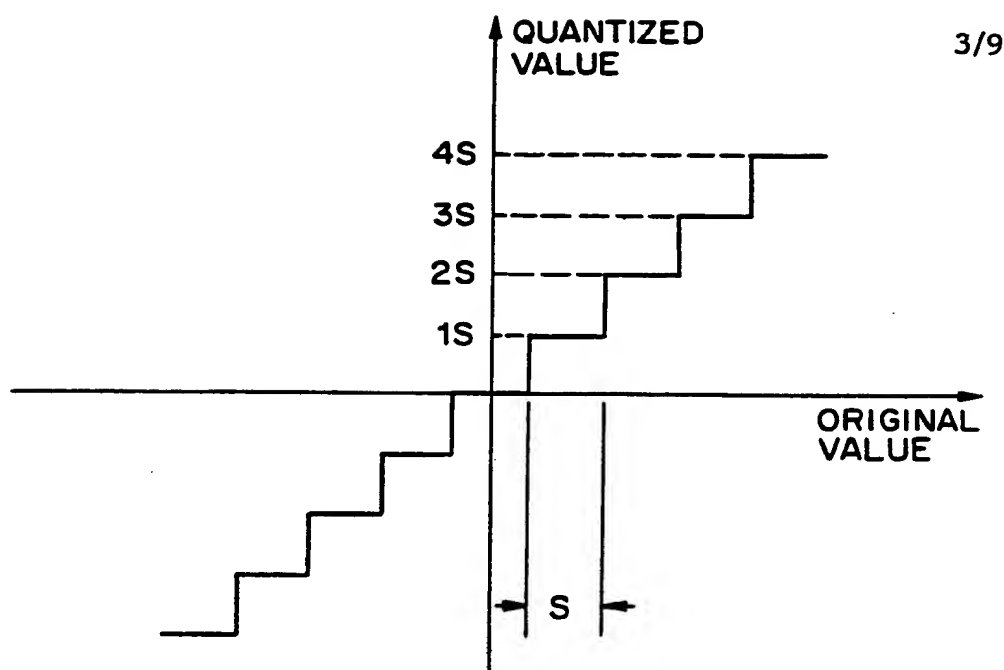 QUANTIZED
VALUE
3/9
4S
3S
2S
1S
ORIGINAL
VALUE
S